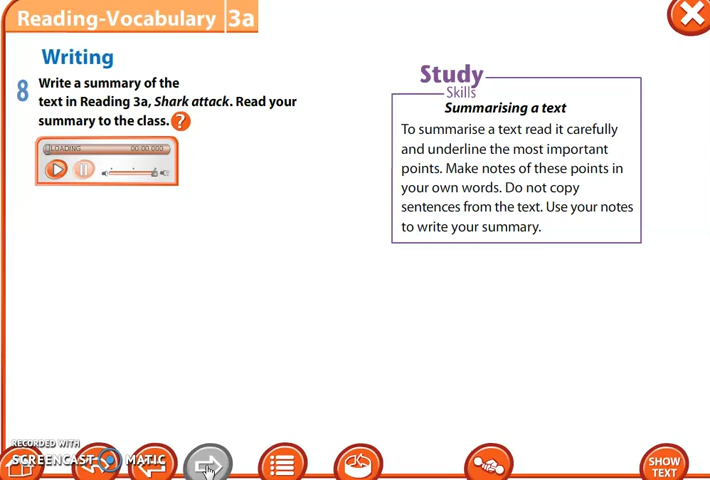 Reading-Vocabulary 3a
Writing
8 Write a summary of the
text in Reading 3a, Shark attack. Read your
summary to the class. ?
LOADING 00:00:000
Study
Skills
Summarising a text
To summarise a text read it carefully
and underline the most important
points. Make notes of these points in
your own words. Do not copy
sentences from the text. Use your notes
to write your summary.
RECORDED WITH
SCREENCAST MATIC
SHOW
TEXT